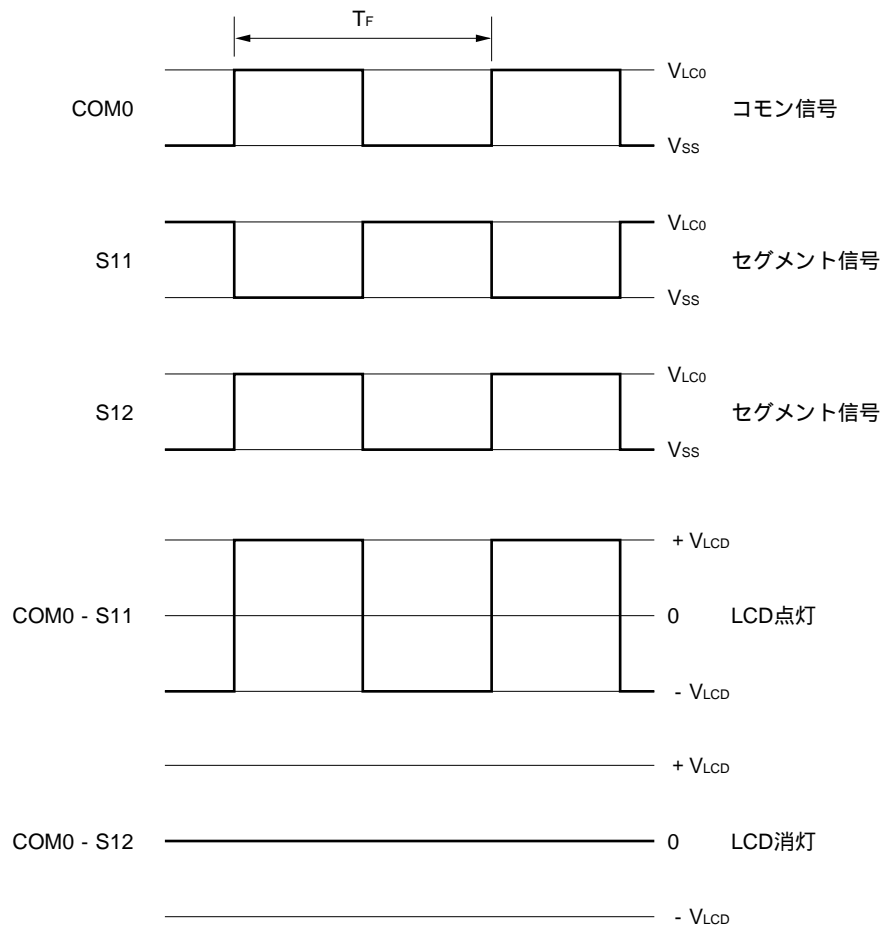 TF
COM0 VLC0 コモン信号
VSS
S11 VLC0 セグメント信号
VSS
S12 VLC0 セグメント信号
VSS
+ VLCD
COM0 - S11 0 LCD点灯
- VLCD
+ VLCD
COM0 - S12 0 LCD消灯
- VLCD